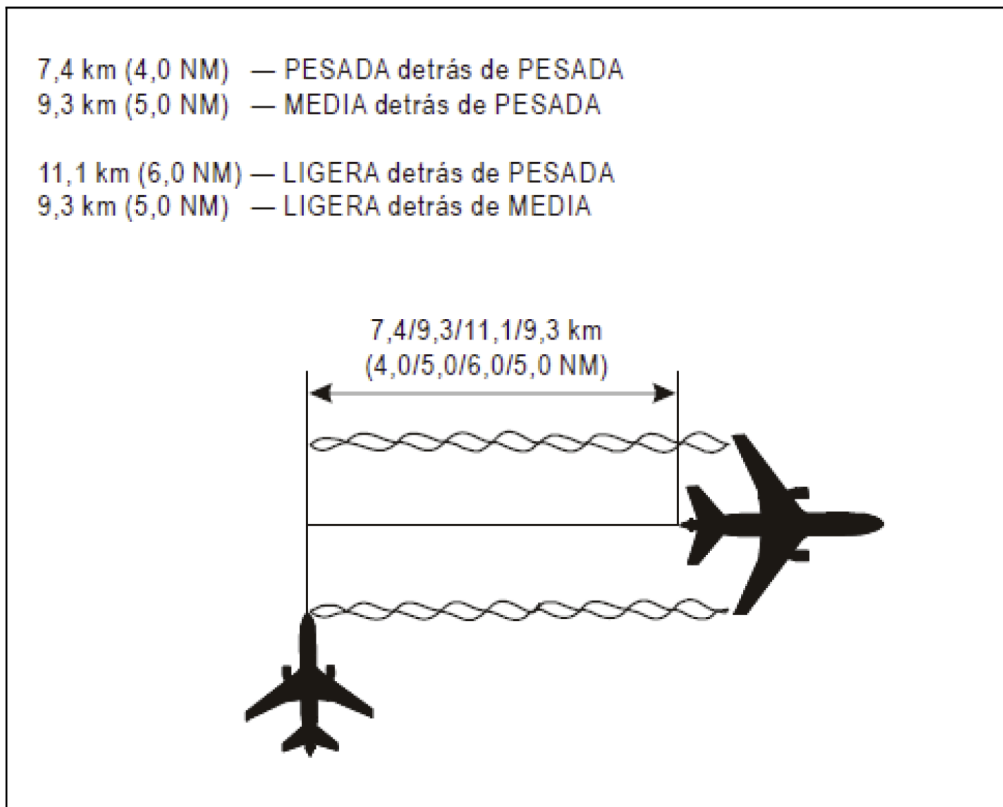 7,4 km (4,0 NM) — PESADA detrás de PESADA
9,3 km (5,0 NM) — MEDIA detrás de PESADA
11,1 km (6,0 NM) — LIGERA detrás de PESADA
9,3 km (5,0 NM) — LIGERA detrás de MEDIA
7,4/9,3/11,1/9,3 km
(4,0/5,0/6,0/5,0 NM)